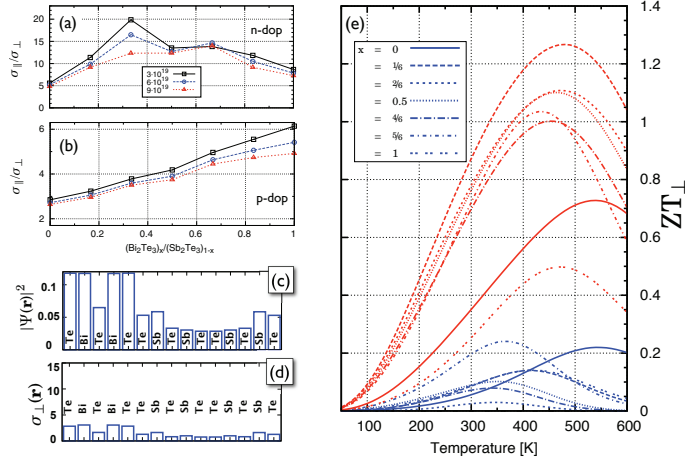 (a)
n-dop
σ∥/σ⊥
25
20
15
10
5
0
3·10¹⁹
6·10¹⁹
9·10¹⁹
(b)
p-dop
σ∥/σ⊥
6
4
2
0 0.2 0.4 0.6 0.8 1
(Bi₂Te₃)ₓ/(Sb₂Te₃)₁₋ₓ
(c)
|Ψ(r)|²
0.1
0.05
0
Te Bi Te Bi Te Te Sb Te Sb Te Sb Te Sb Te
(d)
σ⊥(r)
15
10
5
0
Te Bi Te Bi Te Te Sb Te Sb Te Te Sb Te Sb Te
(e)
x = 0
= 1/6
= 2/6
= 0.5
= 4/6
= 5/6
= 1
ZT⊥
1.4
1.2
1
0.8
0.6
0.4
0.2
0
100 200 300 400 500 600
Temperature [K]